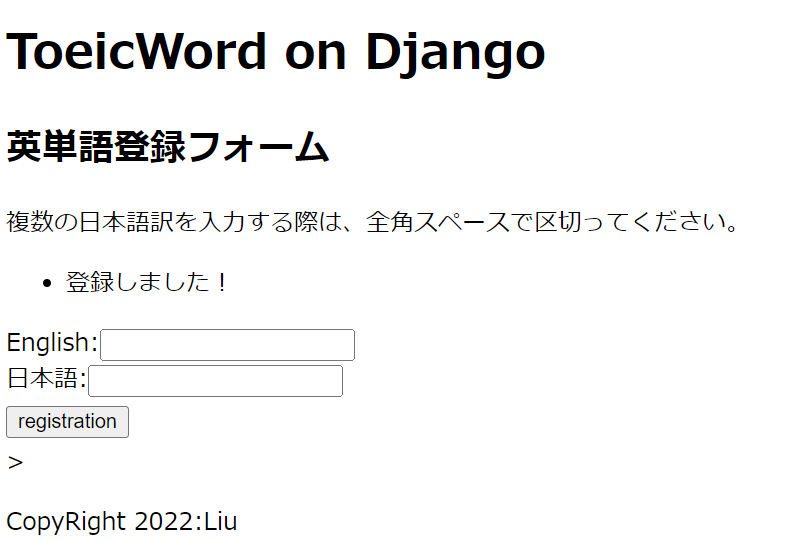 ToeicWord on Django
英単語登録フォーム
複数の日本語訳を入力する際は、全角スペースで区切ってください。
• 登録しました！
English:
日本語:
registration
>
CopyRight 2022:Liu